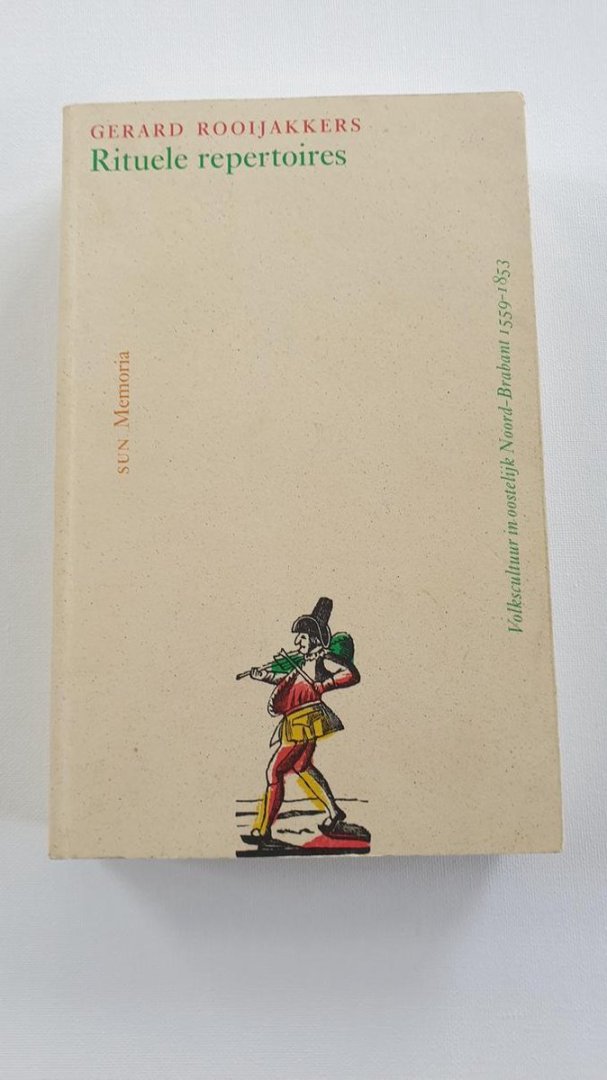 GERARD ROOIJAKKERS
Rituele repertoires
SUN Memoria
Volkscultuur in oostelijk Noord-Brabant 1559-1853